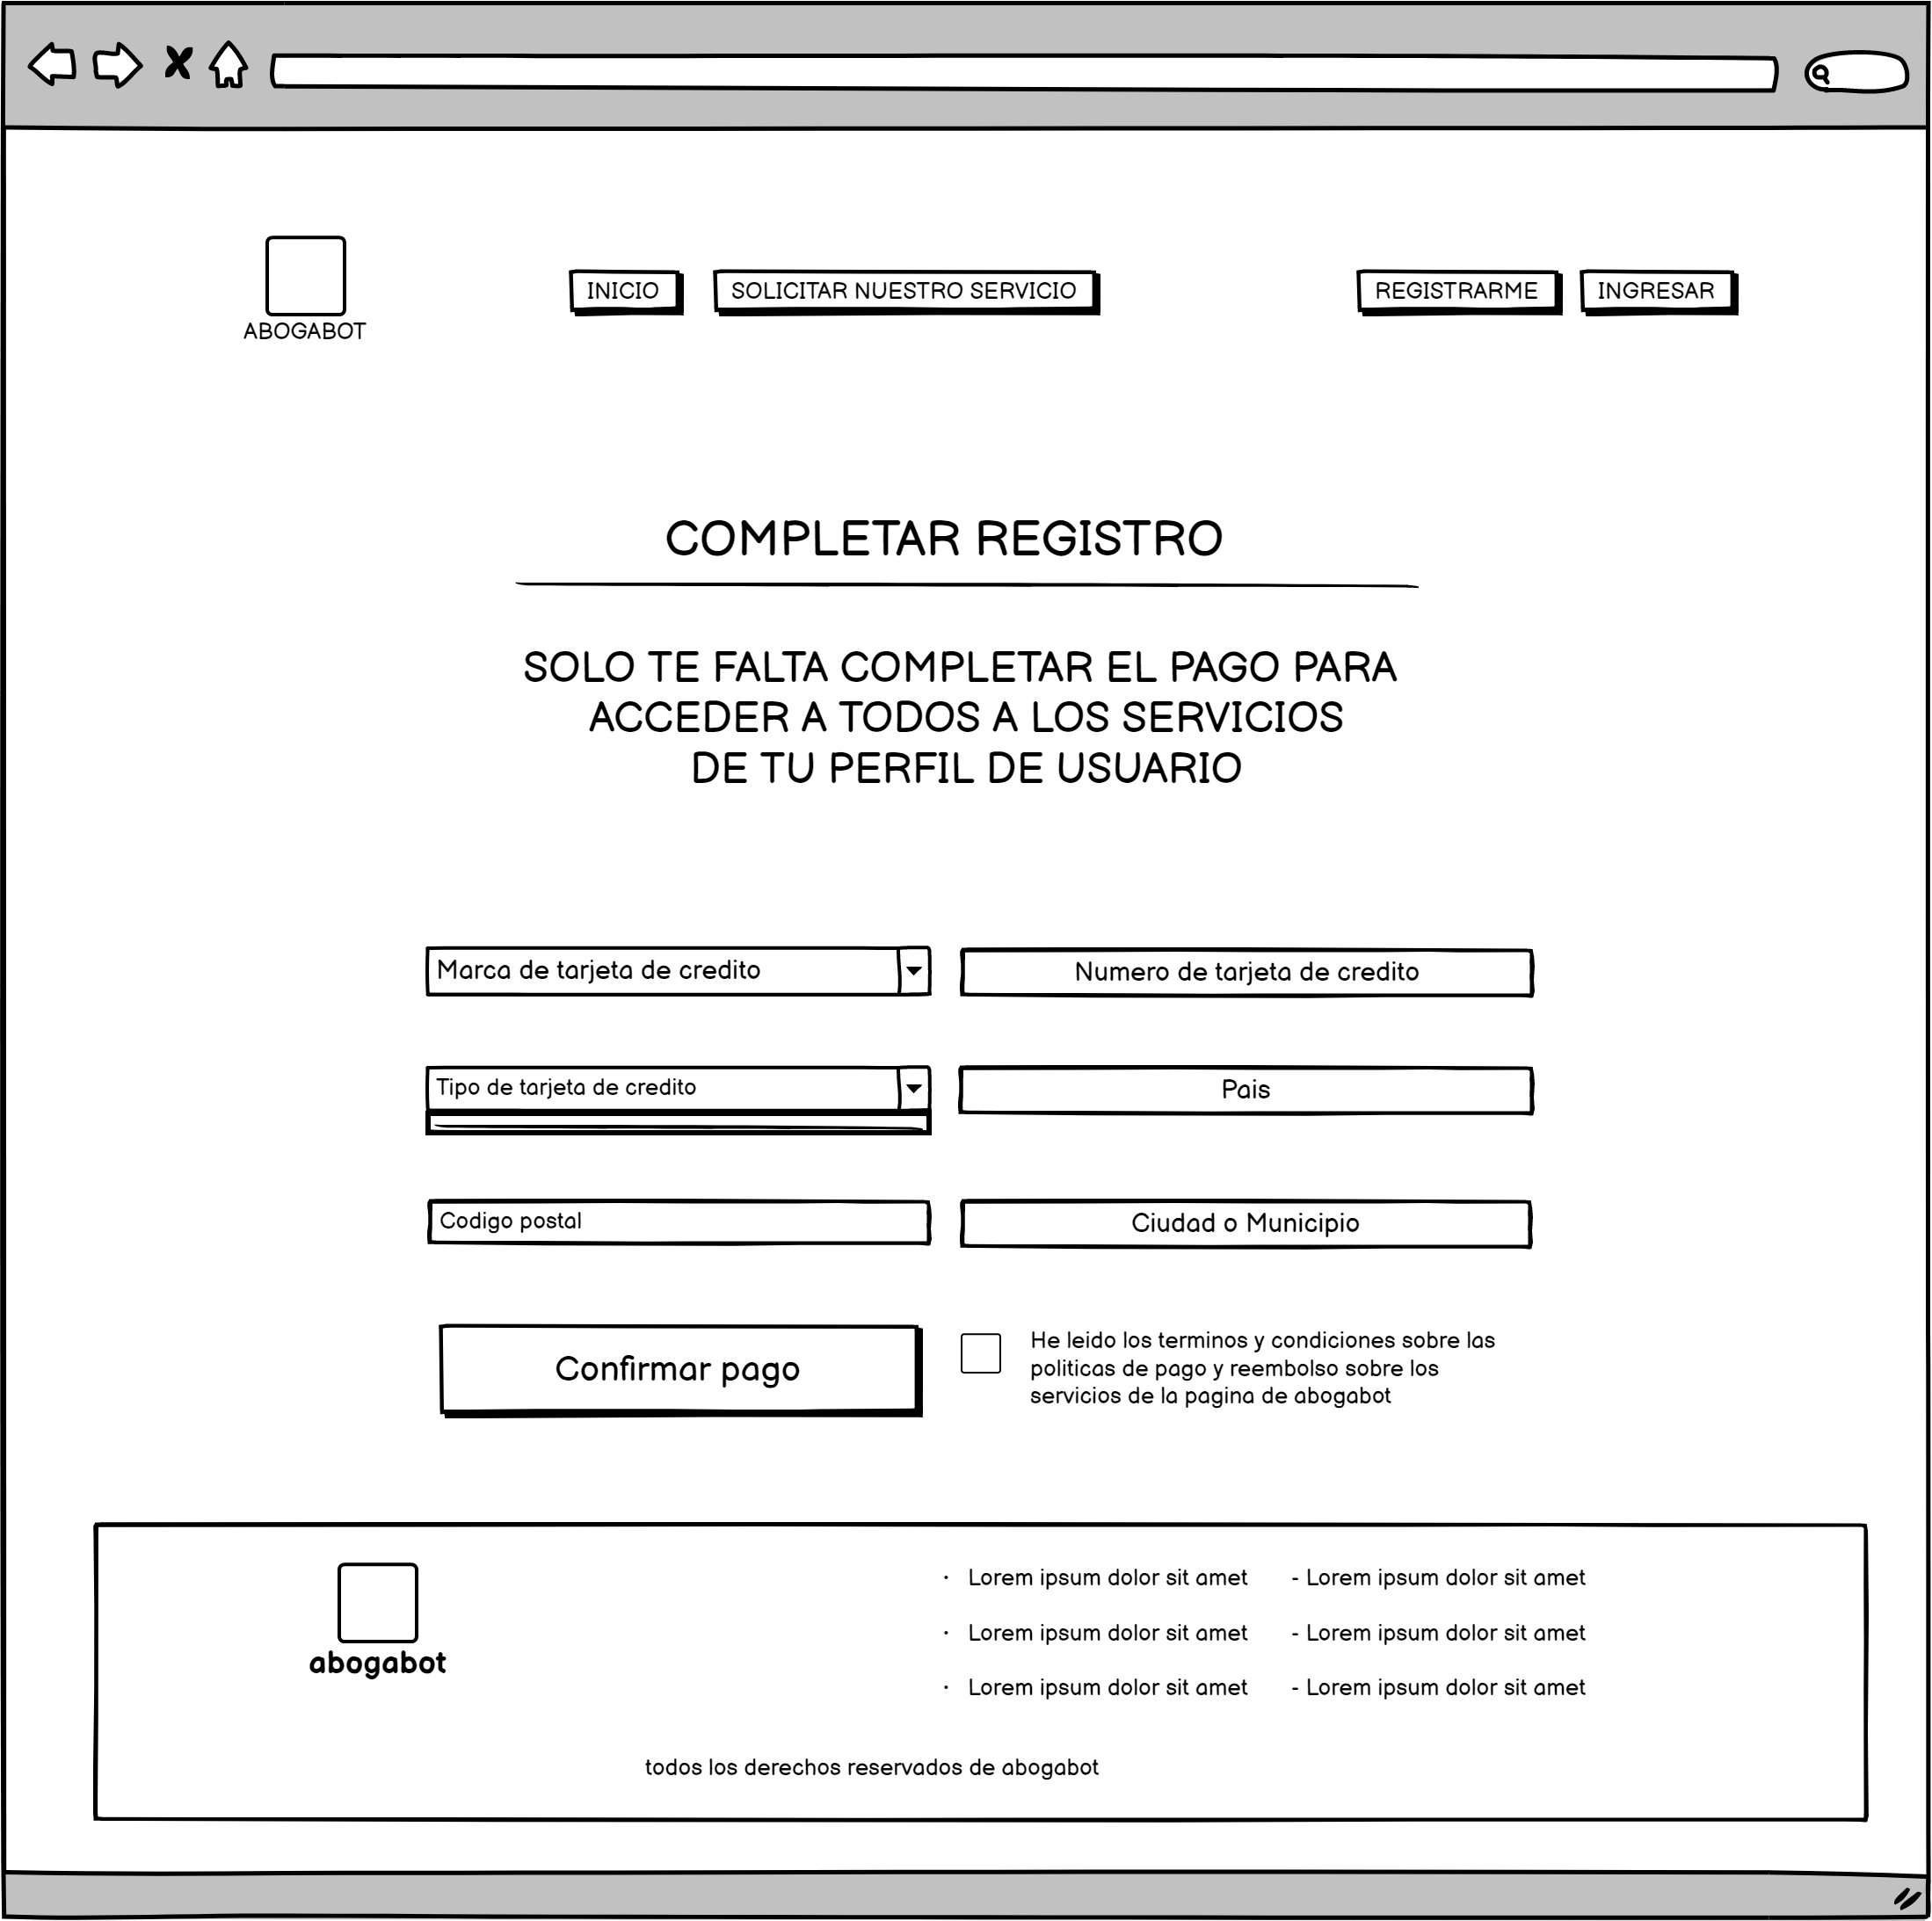 ABOGABOT
INICIO
SOLICITAR NUESTRO SERVICIO
REGISTRARME
INGRESAR
COMPLETAR REGISTRO
SOLO TE FALTA COMPLETAR EL PAGO PARA
ACCEDER A TODOS A LOS SERVICIOS
DE TU PERFIL DE USUARIO
Marca de tarjeta de credito
Numero de tarjeta de credito
Tipo de tarjeta de credito
Pais
Codigo postal
Ciudad o Municipio
Confirmar pago
He leido los terminos y condiciones sobre las
politicas de pago y reembolso sobre los
servicios de la pagina de abogabot
abogabot
· Lorem ipsum dolor sit amet
- Lorem ipsum dolor sit amet
· Lorem ipsum dolor sit amet
- Lorem ipsum dolor sit amet
· Lorem ipsum dolor sit amet
- Lorem ipsum dolor sit amet
todos los derechos reservados de abogabot